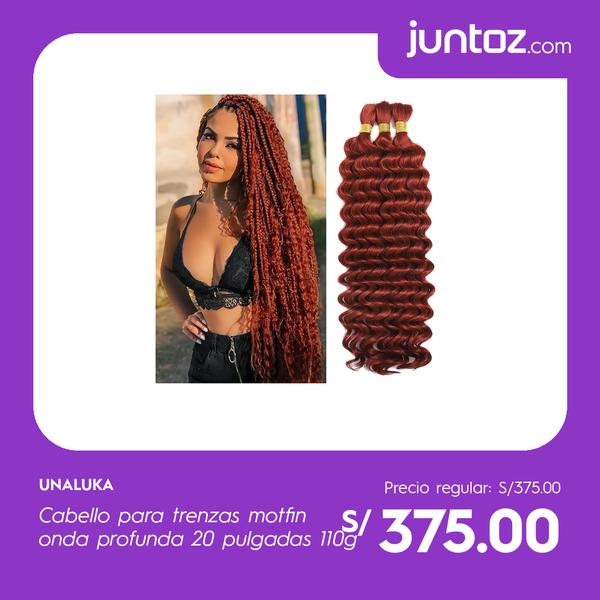 juntoz.com
UNALUKA
Cabello para trenzas motfin
onda profunda 20 pulgadas 110g
Precio regular: S/375.00
S/ 375.00